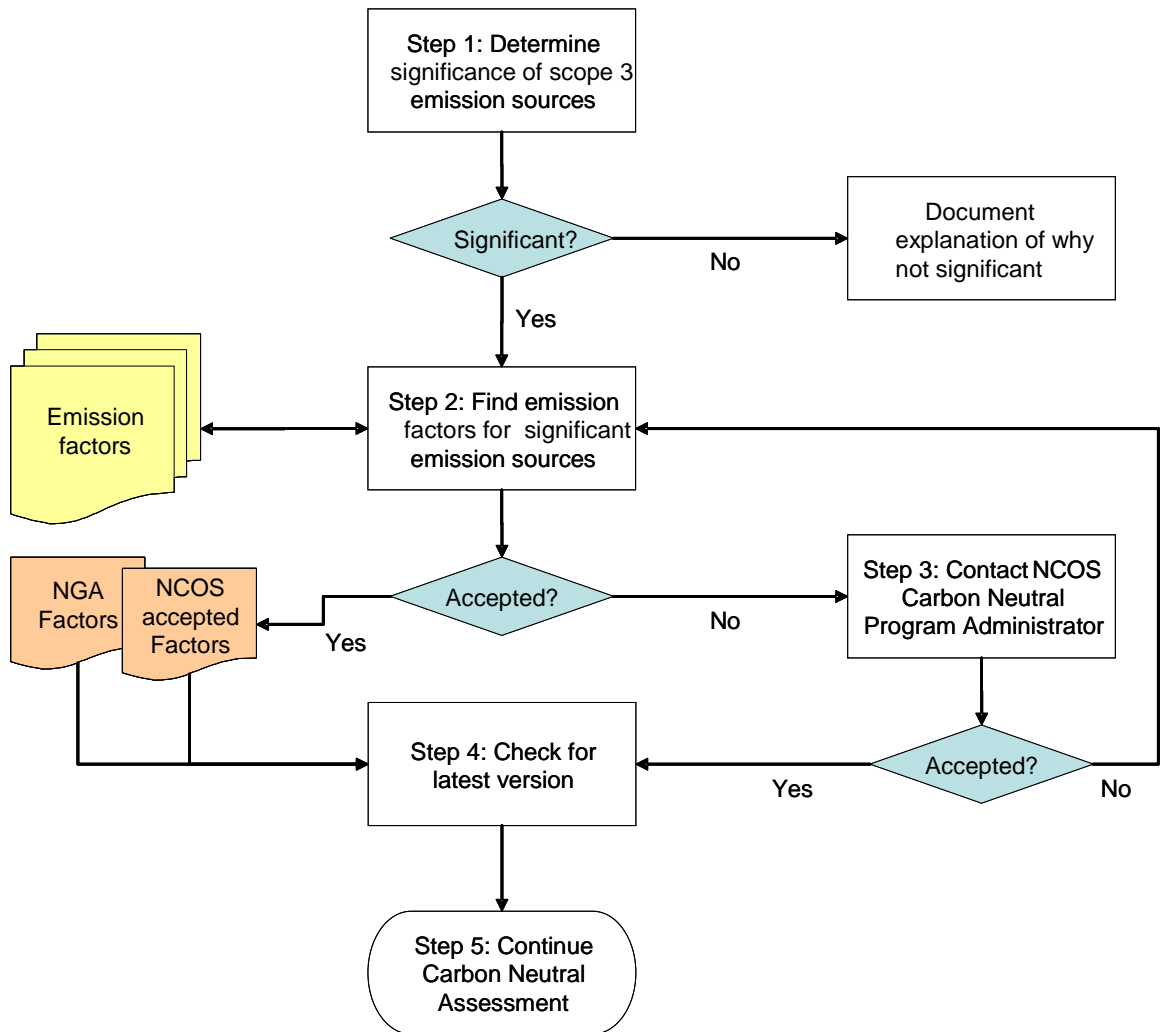 Step 1: Determine
significance of scope 3
emission sources
Significant?
No
Document
explanation of why
not significant
Yes
Emission
factors
Step 2: Find emission
factors for significant
emission sources
NGA
Factors
NCOS
accepted
Factors
Yes
Accepted?
No
Step 3: Contact NCOS
Carbon Neutral
Program Administrator
Step 4: Check for
latest version
Yes
Accepted?
No
Step 5: Continue
Carbon Neutral
Assessment